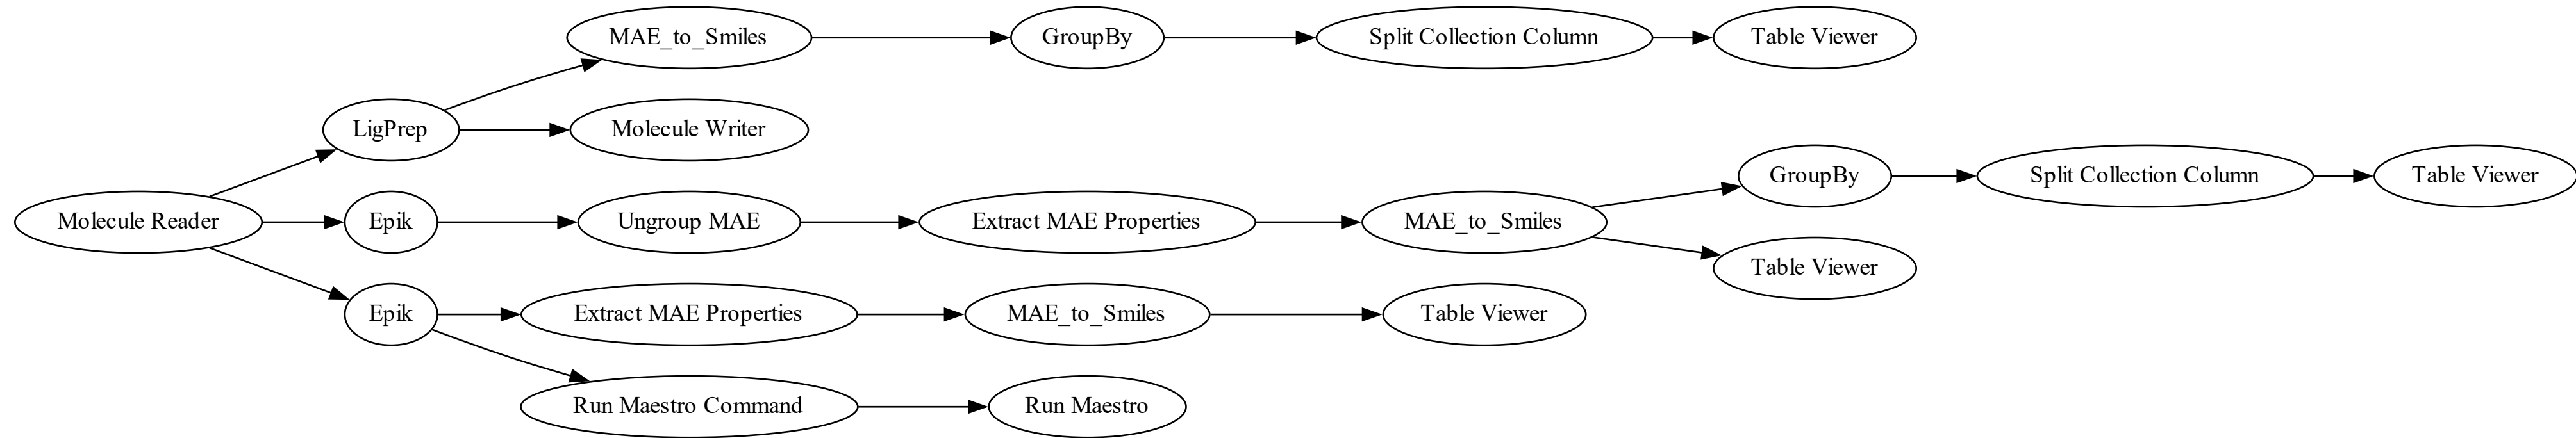 MAE_to_Smiles
GroupBy
Split Collection Column
Table Viewer
LigPrep
Molecule Writer
GroupBy
Split Collection Column
Table Viewer
Molecule Reader
Epik
Ungroup MAE
Extract MAE Properties
MAE_to_Smiles
Table Viewer
Epik
Extract MAE Properties
MAE_to_Smiles
Table Viewer
Run Maestro Command
Run Maestro